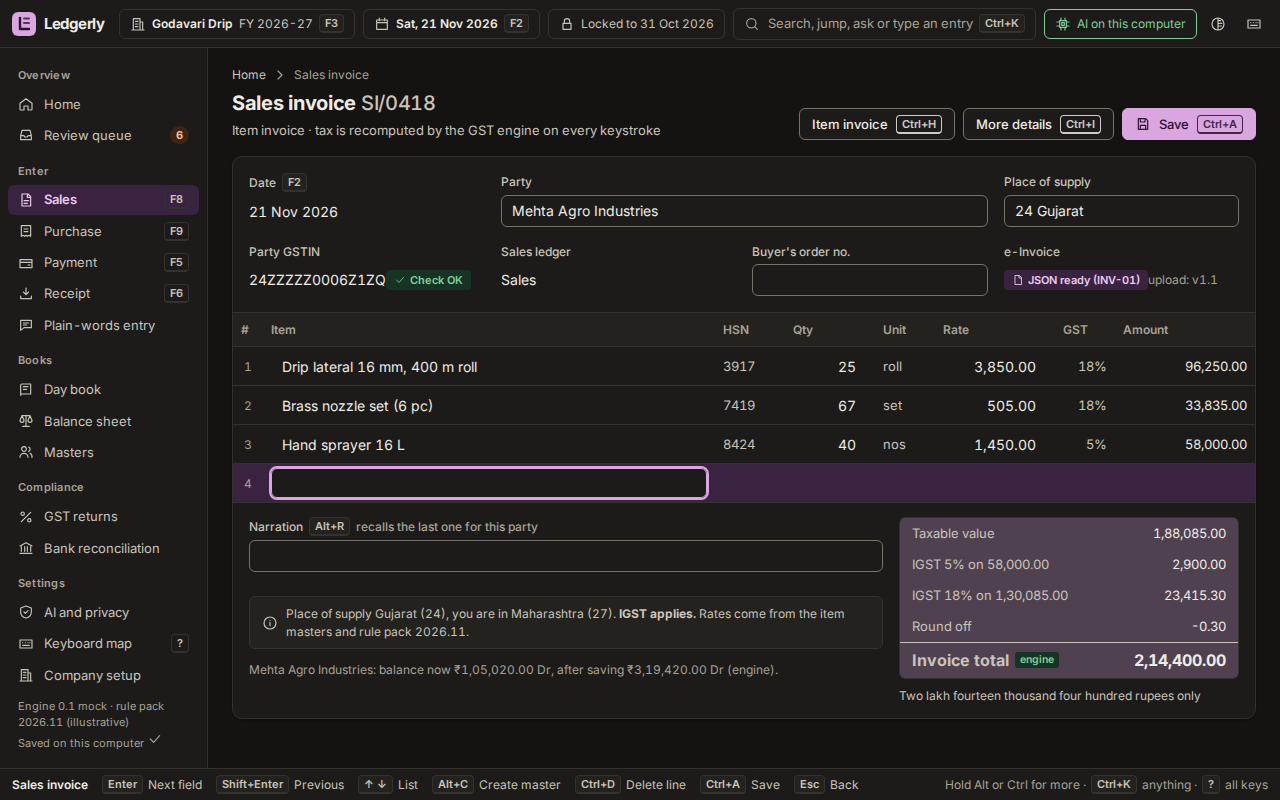 Ledgerly
Godavari Drip FY 2026-27 F3
Sat, 21 Nov 2026 F2
Locked to 31 Oct 2026
Search, jump, ask or type an entry Ctrl+K
AI on this computer
Overview
Home
Review queue 6
Enter
Sales F8
Purchase F9
Payment F5
Receipt F6
Plain-words entry
Books
Day book
Balance sheet
Masters
Compliance
GST returns
Bank reconciliation
Settings
AI and privacy
Keyboard map ?
Company setup
Engine 0.1 mock · rule pack
2026.11 (illustrative)
Saved on this computer
Home > Sales invoice
Sales invoice SI/0418
Item invoice · tax is recomputed by the GST engine on every keystroke
Item invoice Ctrl+H
More details Ctrl+I
Save Ctrl+A
Date F2
21 Nov 2026
Party
Mehta Agro Industries
Place of supply
24 Gujarat
Party GSTIN
24ZZZZZ0006Z1ZQ Check OK
Sales ledger
Sales
Buyer's order no.
e-Invoice
JSON ready (INV-01) upload: v1.1
# Item HSN Qty Unit Rate GST Amount
1 Drip lateral 16 mm, 400 m roll 3917 25 roll 3,850.00 18% 96,250.00
2 Brass nozzle set (6 pc) 7419 67 set 505.00 18% 33,835.00
3 Hand sprayer 16 L 8424 40 nos 1,450.00 5% 58,000.00
4
Narration Alt+R recalls the last one for this party
Place of supply Gujarat (24), you are in Maharashtra (27). IGST applies. Rates come from the item
masters and rule pack 2026.11.
Mehta Agro Industries: balance now ₹1,05,020.00 Dr, after saving ₹3,19,420.00 Dr (engine).
Taxable value 1,88,085.00
IGST 5% on 58,000.00 2,900.00
IGST 18% on 1,30,085.00 23,415.30
Round off -0.30
Invoice total engine 2,14,400.00
Two lakh fourteen thousand four hundred rupees only
Sales invoice Enter Next field Shift+Enter Previous ↑↓ List Alt+C Create master Ctrl+D Delete line Ctrl+A Save Esc Back Hold Alt or Ctrl for more · Ctrl+K anything · ? all keys